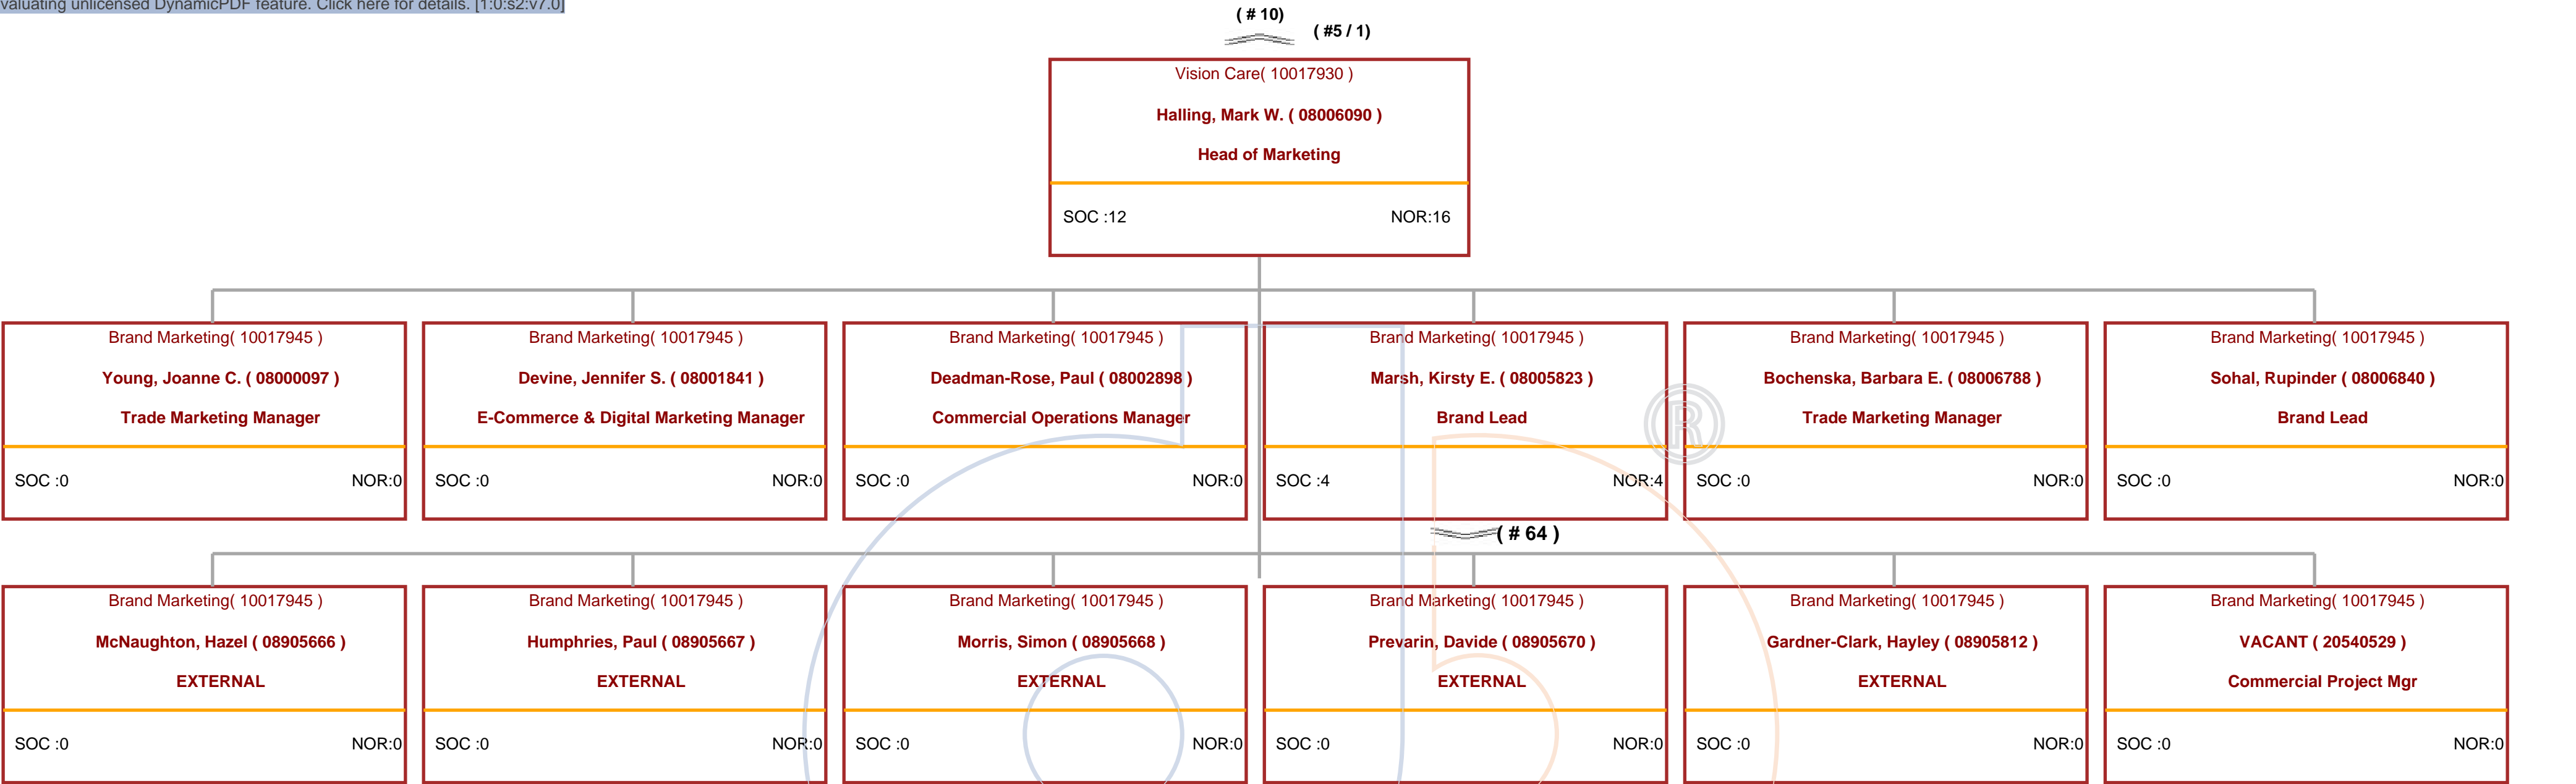 valuating unlicensed DynamicPDF feature. Click here for details. [1:0:s2:v7.0]
( # 10)
( #5 / 1)
Vision Care( 10017930 )
Halling, Mark W. ( 08006090 )
Head of Marketing
SOC :12 NOR:16
Brand Marketing( 10017945 ) Brand Marketing( 10017945 ) Brand Marketing( 10017945 ) Brand Marketing( 10017945 ) Brand Marketing( 10017945 ) Brand Marketing( 10017945 )
Young, Joanne C. ( 08000097 ) Devine, Jennifer S. ( 08001841 ) Deadman-Rose, Paul ( 08002898 ) Marsh, Kirsty E. ( 08005823 ) Bochenska, Barbara E. ( 08006788 ) Sohal, Rupinder ( 08006840 )
Trade Marketing Manager E-Commerce & Digital Marketing Manager Commercial Operations Manager Brand Lead Trade Marketing Manager Brand Lead
SOC :0 NOR:0 SOC :0 NOR:0 SOC :0 NOR:0 SOC :4 NOR:4 SOC :0 NOR:0 SOC :0 NOR:0
( # 64 )
Brand Marketing( 10017945 ) Brand Marketing( 10017945 ) Brand Marketing( 10017945 ) Brand Marketing( 10017945 ) Brand Marketing( 10017945 ) Brand Marketing( 10017945 )
McNaughton, Hazel ( 08905666 ) Humphries, Paul ( 08905667 ) Morris, Simon ( 08905668 ) Prevarin, Davide ( 08905670 ) Gardner-Clark, Hayley ( 08905812 ) VACANT ( 20540529 )
EXTERNAL EXTERNAL EXTERNAL EXTERNAL EXTERNAL Commercial Project Mgr
SOC :0 NOR:0 SOC :0 NOR:0 SOC :0 NOR:0 SOC :0 NOR:0 SOC :0 NOR:0 SOC :0 NOR:0
®